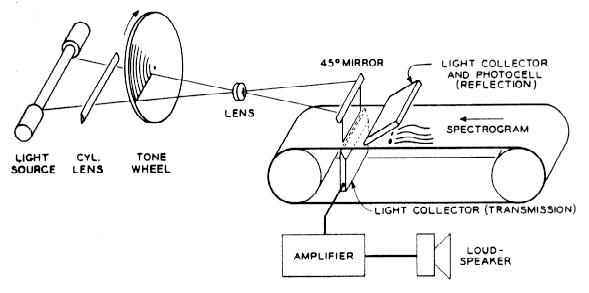 45° MIRROR
LIGHT COLLECTOR
AND PHOTOCELL
(REFLECTION)
LENS
SPECTROGRAM
LIGHT
SOURCE
CYL.
LENS
TONE
WHEEL
LIGHT COLLECTOR (TRANSMISSION)
AMPLIFIER
LOUD-
SPEAKER